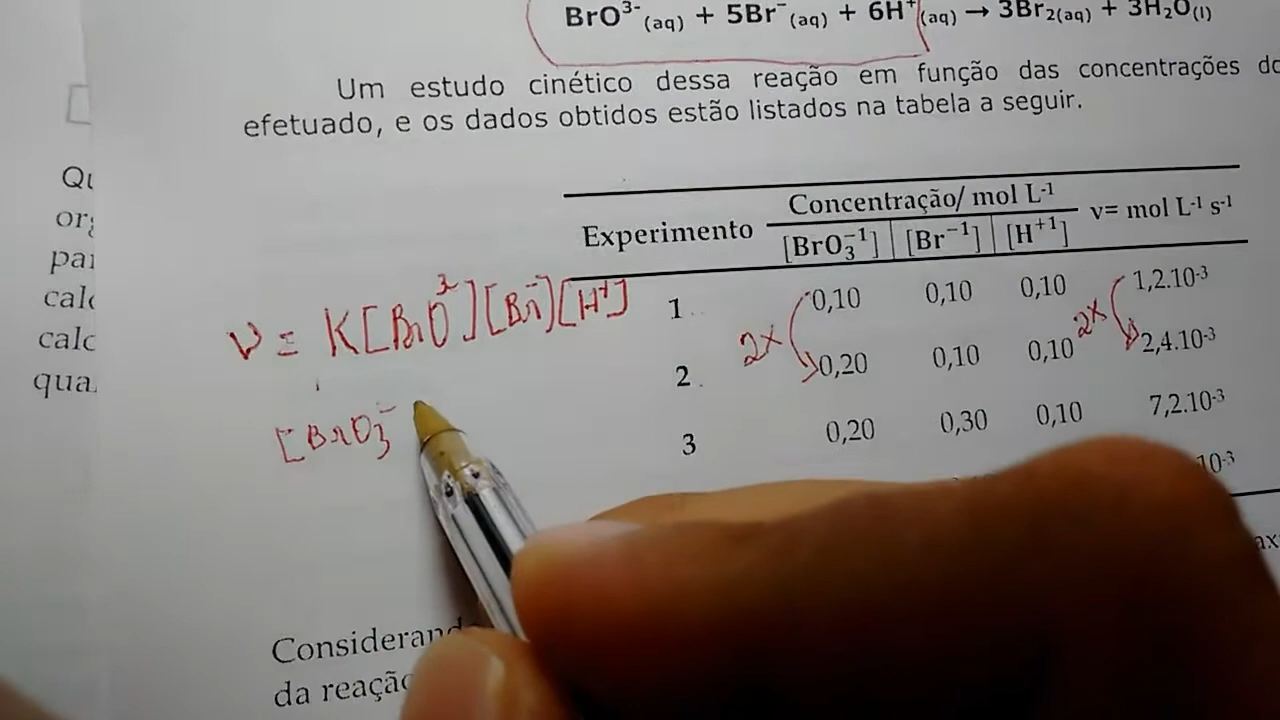 BrO³⁻(aq) + 5Br⁻(aq) + 6H⁺(aq) → 3Br₂(aq) + 3H₂O(l)
Um estudo cinético dessa reação em função das concentrações
efetuado, e os dados obtidos estão listados na tabela a seguir.
Qu
org
par
calc
calc
qua
Experimento Concentração/ mol L⁻¹ v= mol L⁻¹ s⁻¹
[BrO₃⁻¹] [Br⁻¹] [H⁺¹]
1 0,10 0,10 0,10 1,2.10⁻³
2x 2x
2 0,20 0,10 0,10 2,4.10⁻³
3 0,20 0,30 0,10 7,2.10⁻³
10⁻³
V = K[BrO³⁻][Br⁻][H⁺]
[BrO₃⁻
Considerand
da reação